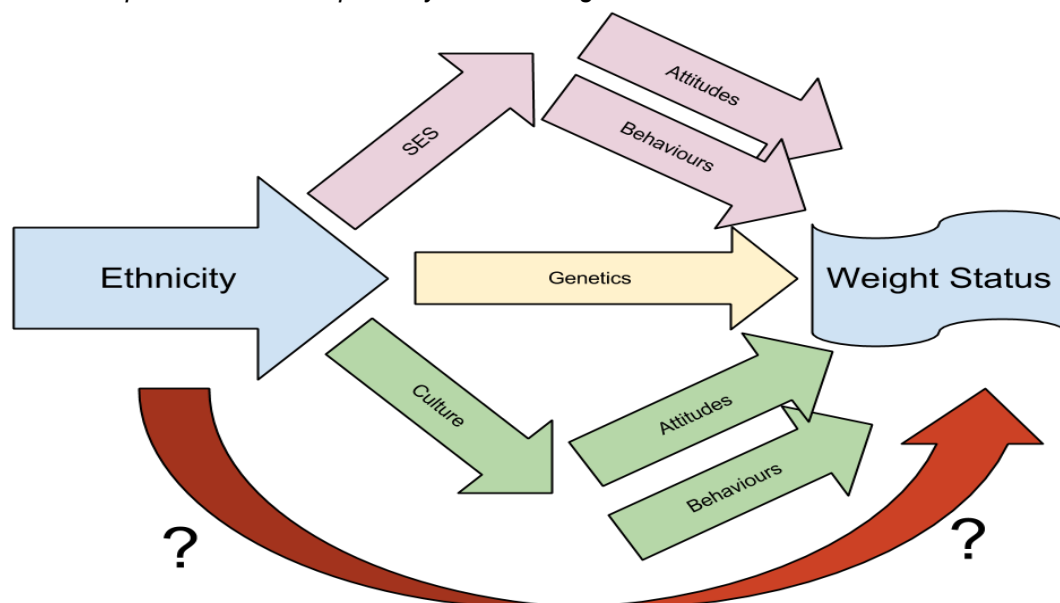 Attitudes
SES
Behaviours
Ethnicity
Genetics
Weight Status
Culture
Attitudes
Behaviours
?
?